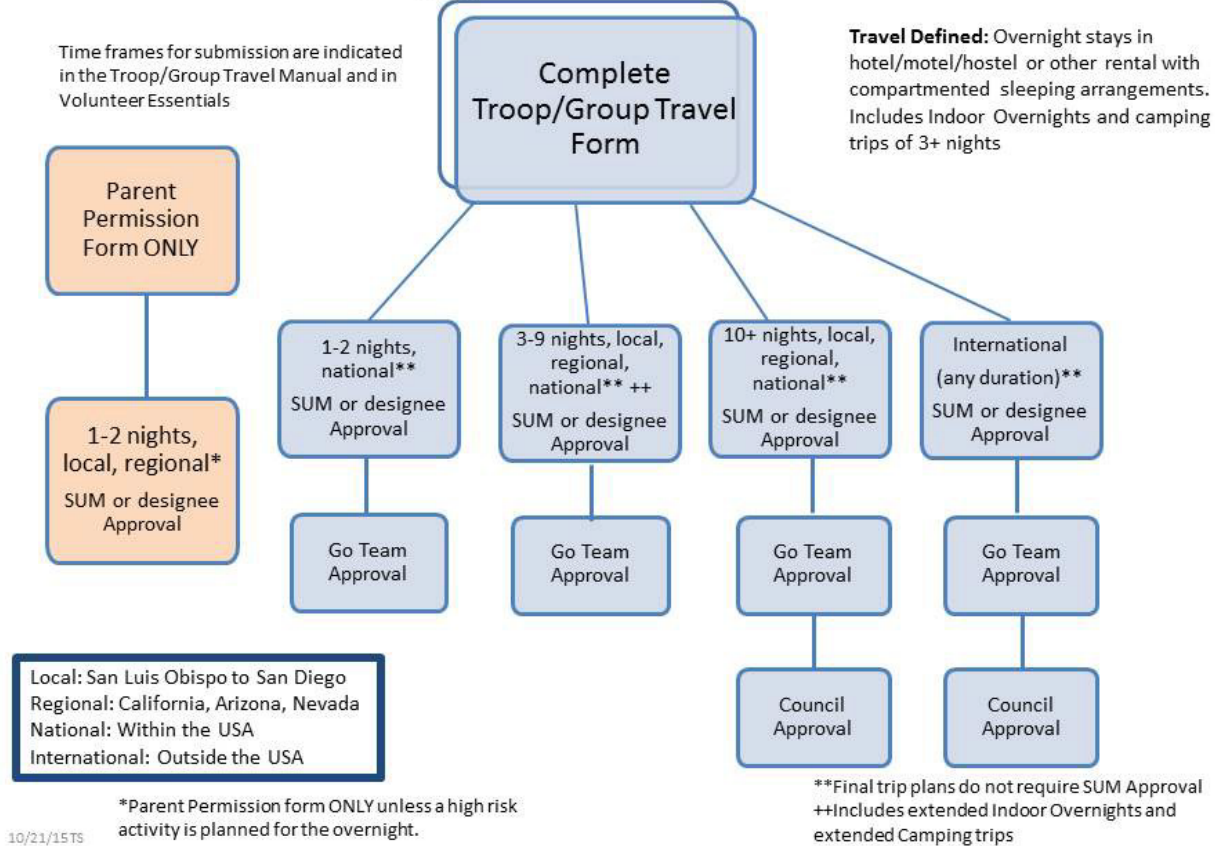 Time frames for submission are indicated
in the Troop/Group Travel Manual and in
Volunteer Essentials
Complete
Troop/Group Travel
Form
Travel Defined: Overnight stays in
hotel/motel/hostel or other rental with
compartmented sleeping arrangements.
Includes Indoor Overnights and camping
trips of 3+ nights
Parent
Permission
Form ONLY
1-2 nights,
local, regional*
SUM or designee
Approval
1-2 nights,
national**
SUM or designee
Approval
Go Team
Approval
3-9 nights, local,
regional,
national** ++
SUM or designee
Approval
Go Team
Approval
10+ nights, local,
regional,
national**
SUM or designee
Approval
Go Team
Approval
Council
Approval
International
(any duration)**
SUM or designee
Approval
Go Team
Approval
Council
Approval
Local: San Luis Obispo to San Diego
Regional: California, Arizona, Nevada
National: Within the USA
International: Outside the USA
*Parent Permission form ONLY unless a high risk
activity is planned for the overnight.
**Final trip plans do not require SUM Approval
++Includes extended Indoor Overnights and
extended Camping trips
10/21/15TS